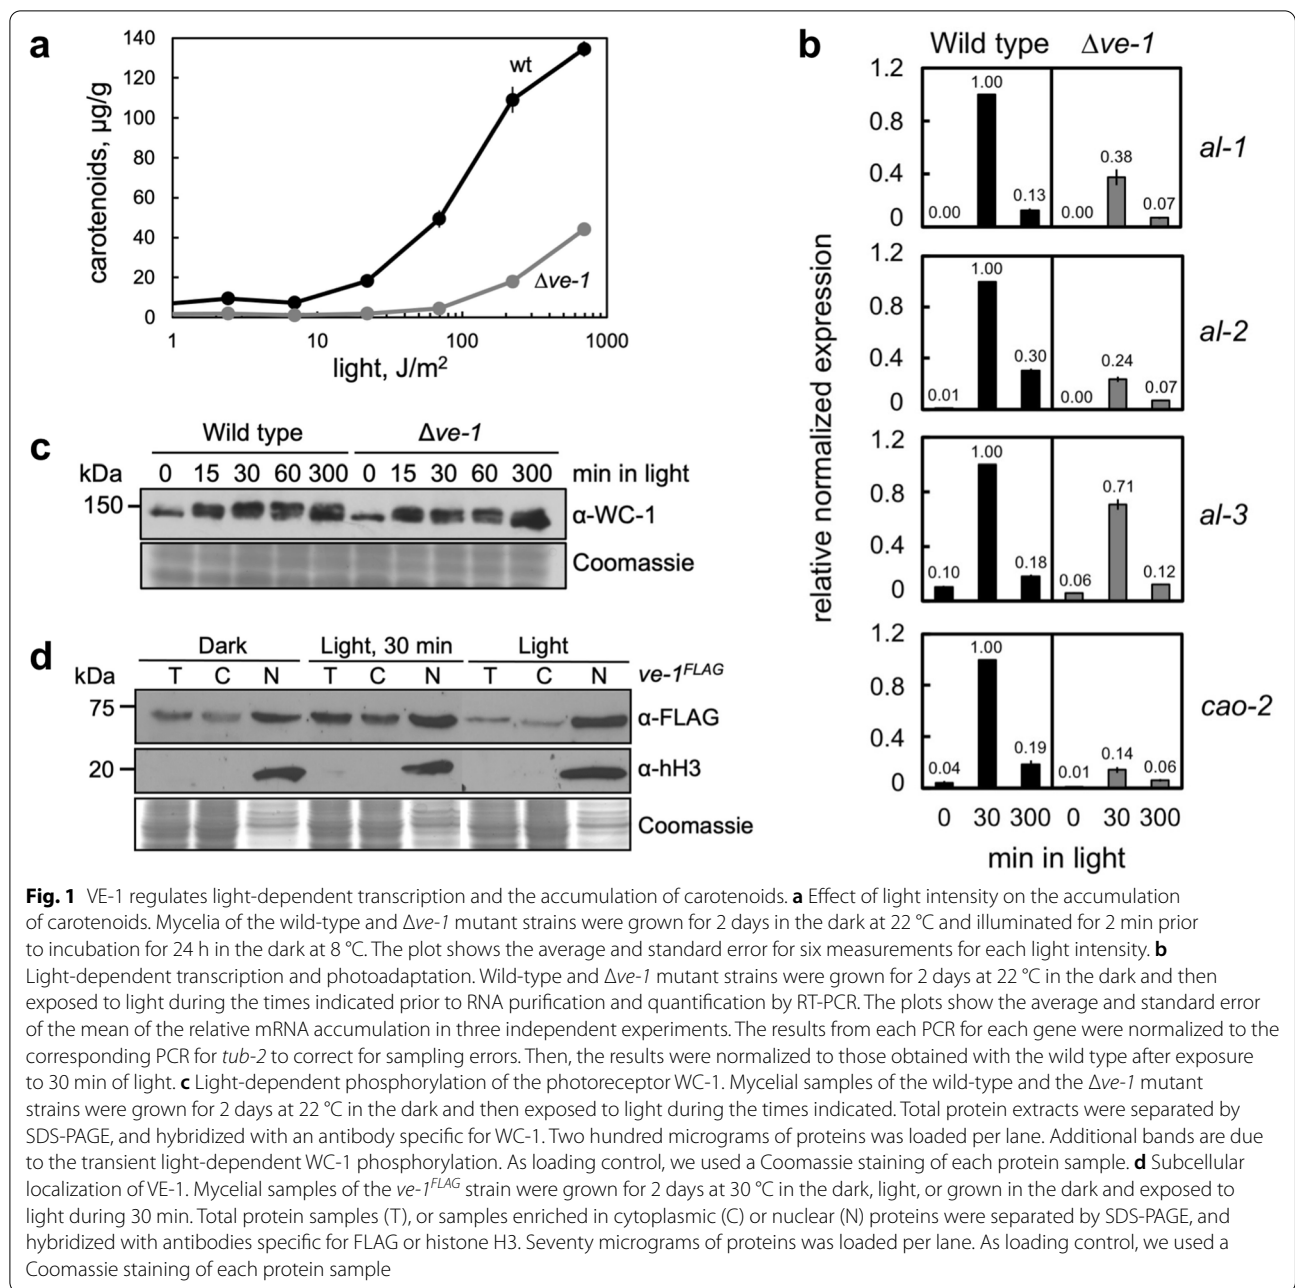 a
140
120
100
80
60
40
20
0
carotenoids, µg/g
wt
Δve-1
1 10 100 1000
light, J/m2
b
Wild type Δve-1
relative normalized expression
1.2
0.8
0.4
0
0.00 1.00 0.13 0.00 0.38 0.07
al-1
1.2
0.8
0.4
0
0.01 1.00 0.30 0.00 0.24 0.07
al-2
1.2
0.8
0.4
0
0.10 1.00 0.18 0.06 0.71 0.12
al-3
1.2
0.8
0.4
0
0.04 1.00 0.19 0.01 0.14 0.06
cao-2
0 30 300 0 30 300
min in light
c
Wild type Δve-1
kDa 0 15 30 60 300 0 15 30 60 300 min in light
150 α-WC-1
Coomassie
d
Dark Light, 30 min Light
kDa T C N T C N T C N ve-1FLAG
75 α-FLAG
20 α-hH3
Coomassie
Fig. 1 VE-1 regulates light-dependent transcription and the accumulation of carotenoids. a Effect of light intensity on the accumulation
of carotenoids. Mycelia of the wild-type and Δve-1 mutant strains were grown for 2 days in the dark at 22 °C and illuminated for 2 min prior
to incubation for 24 h in the dark at 8 °C. The plot shows the average and standard error for six measurements for each light intensity. b
Light-dependent transcription and photoadaptation. Wild-type and Δve-1 mutant strains were grown for 2 days at 22 °C in the dark and then
exposed to light during the times indicated prior to RNA purification and quantification by RT-PCR. The plots show the average and standard error
of the mean of the relative mRNA accumulation in three independent experiments. The results from each PCR for each gene were normalized to the
corresponding PCR for tub-2 to correct for sampling errors. Then, the results were normalized to those obtained with the wild type after exposure
to 30 min of light. c Light-dependent phosphorylation of the photoreceptor WC-1. Mycelial samples of the wild-type and the Δve-1 mutant
strains were grown for 2 days at 22 °C in the dark and then exposed to light during the times indicated. Total protein extracts were separated by
SDS-PAGE, and hybridized with an antibody specific for WC-1. Two hundred micrograms of proteins was loaded per lane. Additional bands are due
to the transient light-dependent WC-1 phosphorylation. As loading control, we used a Coomassie staining of each protein sample. d Subcellular
localization of VE-1. Mycelial samples of the ve-1FLAG strain were grown for 2 days at 30 °C in the dark, light, or grown in the dark and exposed to
light during 30 min. Total protein samples (T), or samples enriched in cytoplasmic (C) or nuclear (N) proteins were separated by SDS-PAGE, and
hybridized with antibodies specific for FLAG or histone H3. Seventy micrograms of proteins was loaded per lane. As loading control, we used a
Coomassie staining of each protein sample